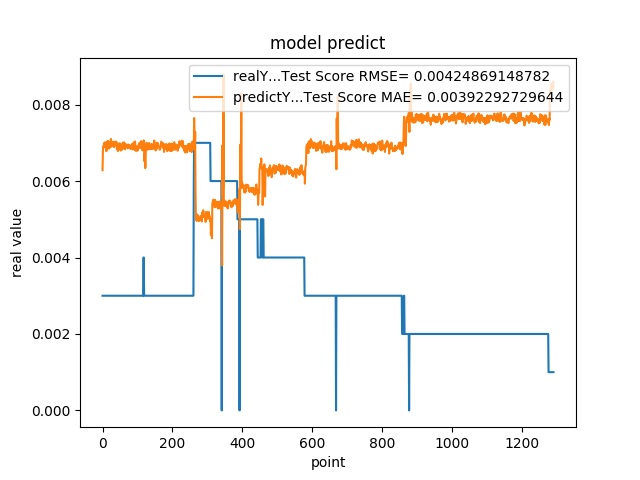 model predict
realY...Test Score RMSE= 0.00424869148782
predictY...Test Score MAE= 0.00392292729644
real value
0.008
0.006
0.004
0.002
0.000
0 200 400 600 800 1000 1200
point